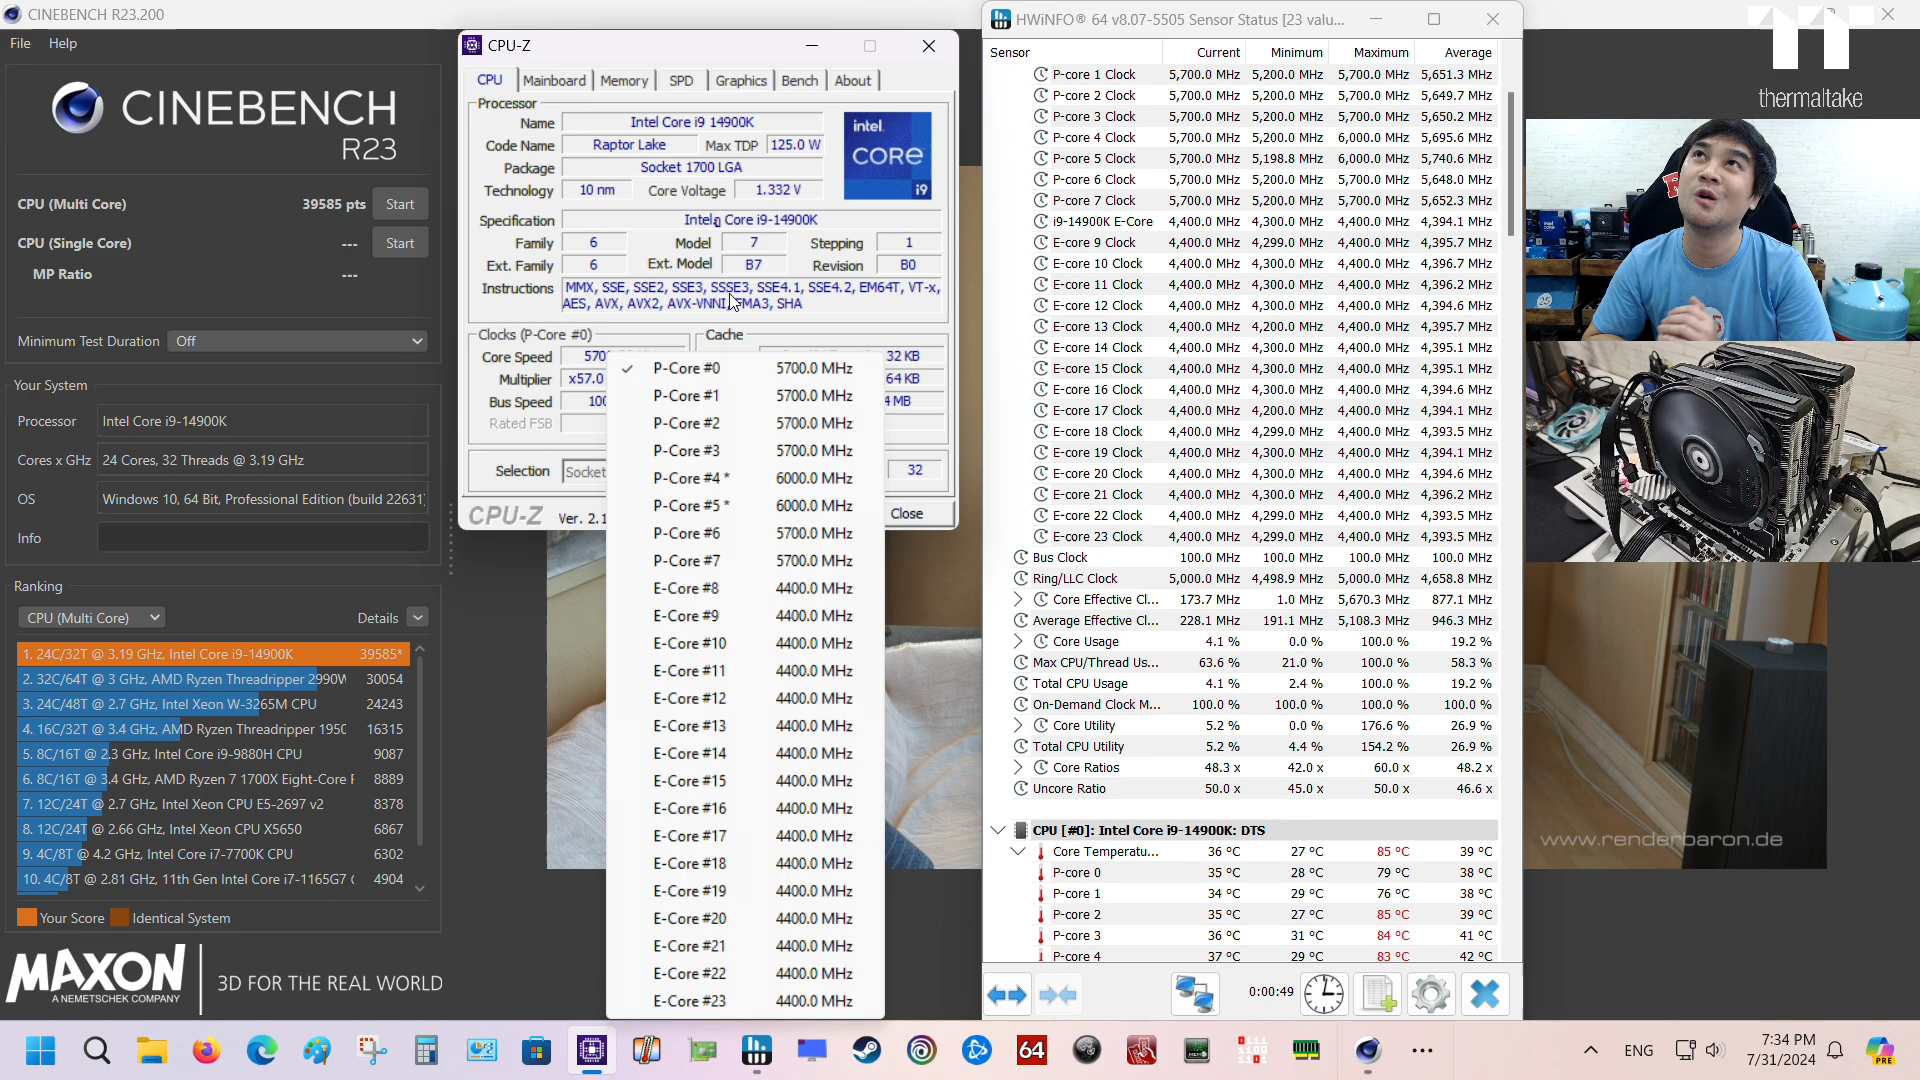 CINEBENCH R23.200
File Help
CINEBENCH
R23
CPU (Multi Core) 39585 pts Start
CPU (Single Core) --- Start
MP Ratio ---
Minimum Test Duration Off
Your System
Processor Intel Core i9-14900K
Cores x GHz 24 Cores, 32 Threads @ 3.19 GHz
OS Windows 10, 64 Bit, Professional Edition (build 22631)
Info
Ranking
CPU (Multi Core) Details
1. 24C/32T @ 3.19 GHz, Intel Core i9-14900K 39585*
2. 32C/64T @ 3 GHz, AMD Ryzen Threadripper 2990W 30054
3. 24C/48T @ 2.7 GHz, Intel Xeon W-3265M CPU 24243
4. 16C/32T @ 3.4 GHz, AMD Ryzen Threadripper 1950 16315
5. 8C/16T @ 2.3 GHz, Intel Core i9-9880H CPU 9087
6. 8C/16T @ 3.4 GHz, AMD Ryzen 7 1700X Eight-Core 8889
7. 12C/24T @ 2.7 GHz, Intel Xeon CPU E5-2697 v2 8378
8. 12C/24T @ 2.66 GHz, Intel Xeon CPU X5650 6867
9. 4C/8T @ 4.2 GHz, Intel Core i7-7700K CPU 6302
10. 4C/8T @ 2.81 GHz, 11th Gen Intel Core i7-1165G7 4904
Your Score Identical System
MAXON
A NEMETSCHEK COMPANY
3D FOR THE REAL WORLD
CPU-Z
CPU Mainboard Memory SPD Graphics Bench About
Processor
Name Intel Core i9 14900K
Code Name Raptor Lake Max TDP 125.0 W
Package Socket 1700 LGA
Technology 10 nm Core Voltage 1.332 V
intel.
CORE
i9
Specification Intel® Core i9-14900K
Family 6 Model 7 Stepping 1
Ext. Family 6 Ext. Model B7 Revision B0
Instructions MMX, SSE, SSE2, SSE3, SSSE3, SSE4.1, SSE4.2, EM64T, VT-x,
AES, AVX, AVX2, AVX-VNNI, FMA3, SHA
Clocks (P-Core #0) Cache
Core Speed 570 32 KB
Multiplier x57.0 64 KB
Bus Speed 100 4 MB
Rated FSB
Selection Socket 32
CPU-Z Ver. 2.1 Close
P-Core #0 5700.0 MHz
P-Core #1 5700.0 MHz
P-Core #2 5700.0 MHz
P-Core #3 5700.0 MHz
P-Core #4 * 6000.0 MHz
P-Core #5 * 6000.0 MHz
P-Core #6 5700.0 MHz
P-Core #7 5700.0 MHz
E-Core #8 4400.0 MHz
E-Core #9 4400.0 MHz
E-Core #10 4400.0 MHz
E-Core #11 4400.0 MHz
E-Core #12 4400.0 MHz
E-Core #13 4400.0 MHz
E-Core #14 4400.0 MHz
E-Core #15 4400.0 MHz
E-Core #16 4400.0 MHz
E-Core #17 4400.0 MHz
E-Core #18 4400.0 MHz
E-Core #19 4400.0 MHz
E-Core #20 4400.0 MHz
E-Core #21 4400.0 MHz
E-Core #22 4400.0 MHz
E-Core #23 4400.0 MHz
HWiNFO® 64 v8.07-5505 Sensor Status [23 valu...
Sensor Current Minimum Maximum Average
P-core 1 Clock 5,700.0 MHz 5,200.0 MHz 5,700.0 MHz 5,651.3 MHz
P-core 2 Clock 5,700.0 MHz 5,200.0 MHz 5,700.0 MHz 5,649.7 MHz
P-core 3 Clock 5,700.0 MHz 5,200.0 MHz 5,700.0 MHz 5,650.2 MHz
P-core 4 Clock 5,700.0 MHz 5,200.0 MHz 6,000.0 MHz 5,695.6 MHz
P-core 5 Clock 5,700.0 MHz 5,198.8 MHz 6,000.0 MHz 5,740.6 MHz
P-core 6 Clock 5,700.0 MHz 5,200.0 MHz 5,700.0 MHz 5,648.0 MHz
P-core 7 Clock 5,700.0 MHz 5,200.0 MHz 5,700.0 MHz 5,652.3 MHz
i9-14900K E-Core 4,400.0 MHz 4,300.0 MHz 4,400.0 MHz 4,394.1 MHz
E-core 9 Clock 4,400.0 MHz 4,299.0 MHz 4,400.0 MHz 4,395.7 MHz
E-core 10 Clock 4,400.0 MHz 4,300.0 MHz 4,400.0 MHz 4,396.7 MHz
E-core 11 Clock 4,400.0 MHz 4,300.0 MHz 4,400.0 MHz 4,396.2 MHz
E-core 12 Clock 4,400.0 MHz 4,300.0 MHz 4,400.0 MHz 4,394.6 MHz
E-core 13 Clock 4,400.0 MHz 4,200.0 MHz 4,400.0 MHz 4,395.7 MHz
E-core 14 Clock 4,400.0 MHz 4,300.0 MHz 4,400.0 MHz 4,395.1 MHz
E-core 15 Clock 4,400.0 MHz 4,300.0 MHz 4,400.0 MHz 4,395.1 MHz
E-core 16 Clock 4,400.0 MHz 4,300.0 MHz 4,400.0 MHz 4,394.6 MHz
E-core 17 Clock 4,400.0 MHz 4,200.0 MHz 4,400.0 MHz 4,394.1 MHz
E-core 18 Clock 4,400.0 MHz 4,299.0 MHz 4,400.0 MHz 4,393.5 MHz
E-core 19 Clock 4,400.0 MHz 4,300.0 MHz 4,400.0 MHz 4,394.1 MHz
E-core 20 Clock 4,400.0 MHz 4,300.0 MHz 4,400.0 MHz 4,394.6 MHz
E-core 21 Clock 4,400.0 MHz 4,300.0 MHz 4,400.0 MHz 4,396.2 MHz
E-core 22 Clock 4,400.0 MHz 4,299.0 MHz 4,400.0 MHz 4,393.5 MHz
E-core 23 Clock 4,400.0 MHz 4,299.0 MHz 4,400.0 MHz 4,393.5 MHz
Bus Clock 100.0 MHz 100.0 MHz 100.0 MHz 100.0 MHz
Ring/LLC Clock 5,000.0 MHz 4,498.9 MHz 5,000.0 MHz 4,658.8 MHz
Core Effective Cl... 173.7 MHz 1.0 MHz 5,670.3 MHz 877.1 MHz
Average Effective Cl... 228.1 MHz 191.1 MHz 5,108.3 MHz 946.3 MHz
Core Usage 4.1 % 0.0 % 100.0 % 19.2 %
Max CPU/Thread Us... 63.6 % 21.0 % 100.0 % 58.3 %
Total CPU Usage 4.1 % 2.4 % 100.0 % 19.2 %
On-Demand Clock M... 100.0 % 100.0 % 100.0 % 100.0 %
Core Utility 5.2 % 0.0 % 176.6 % 26.9 %
Total CPU Utility 5.2 % 4.4 % 154.2 % 26.9 %
Core Ratios 48.3 x 42.0 x 60.0 x 48.2 x
Uncore Ratio 50.0 x 45.0 x 50.0 x 46.6 x
CPU [#0]: Intel Core i9-14900K: DTS
Core Temperatu... 36 °C 27 °C 85 °C 39 °C
P-core 0 35 °C 28 °C 79 °C 38 °C
P-core 1 34 °C 29 °C 76 °C 38 °C
P-core 2 35 °C 27 °C 85 °C 39 °C
P-core 3 36 °C 31 °C 84 °C 41 °C
P-core 4 37 °C 29 °C 83 °C 42 °C
0:00:49
thermaltake
25
www.renderbaron.de
64
ENG
7:34 PM
7/31/2024
PRE